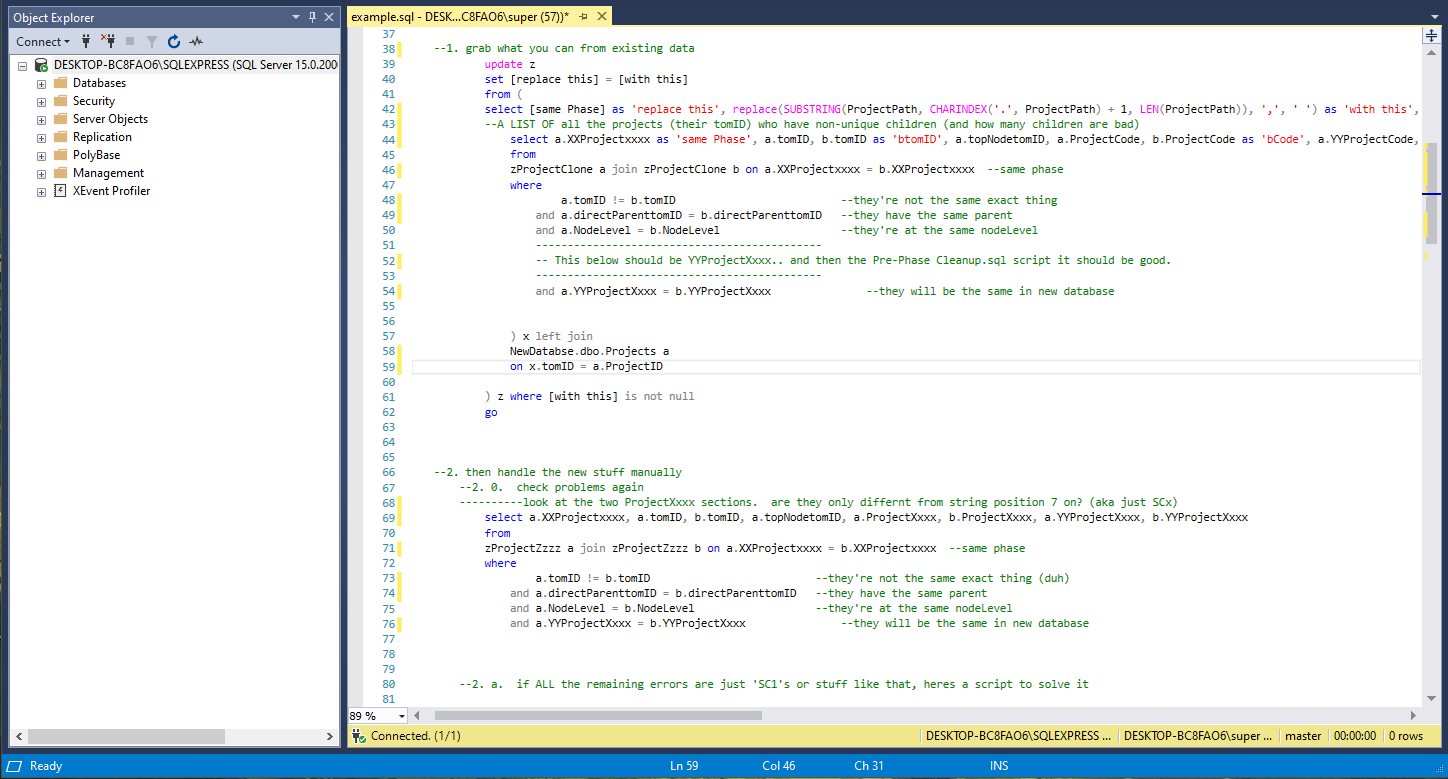 Object Explorer
Connect
DESKTOP-BC8FAO6\SQLEXPRESS (SQL Server 15.0.200
Databases
Security
Server Objects
Replication
PolyBase
Management
XEvent Profiler
example.sql - DESK...C8FAO6\super (57))*
37
38 --1. grab what you can from existing data
39 update z
40 set [replace this] = [with this]
41 from (
42 select [same Phase] as 'replace this', replace(SUBSTRING(ProjectPath, CHARINDEX('.', ProjectPath) + 1, LEN(ProjectPath)), ',', ' ') as 'with this',
43 --A LIST OF all the projects (their tomID) who have non-unique children (and how many children are bad)
44 select a.XXProjectxxxx as 'same Phase', a.tomID, b.tomID as 'btomID', a.topNodetomID, a.ProjectCode, b.ProjectCode as 'bCode', a.YYProjectCode,
45 from
46 zProjectClone a join zProjectClone b on a.XXProjectxxxx = b.XXProjectxxxx --same phase
47 where
48 a.tomID != b.tomID --they're not the same exact thing
49 and a.directParenttomID = b.directParenttomID --they have the same parent
50 and a.NodeLevel = b.NodeLevel --they're at the same nodeLevel
51 ---------------------------------------------
52 -- This below should be YYProjectXxxx.. and then the Pre-Phase Cleanup.sql script it should be good.
53 ---------------------------------------------
54 and a.YYProjectXxxx = b.YYProjectXxxx --they will be the same in new database
55
56
57 ) x left join
58 NewDatabse.dbo.Projects a
59 on x.tomID = a.ProjectID
60
61 ) z where [with this] is not null
62 go
63
64
65
66 --2. then handle the new stuff manually
67 --2. 0. check problems again
68 ----------look at the two ProjectXxxx sections. are they only differnt from string position 7 on? (aka just SCx)
69 select a.XXProjectxxxx, a.tomID, b.tomID, a.topNodetomID, a.ProjectXxxx, b.ProjectXxxx, a.YYProjectXxxx, b.YYProjectXxxx
70 from
71 zProjectZzzz a join zProjectZzzz b on a.XXProjectxxxx = b.XXProjectxxxx --same phase
72 where
73 a.tomID != b.tomID --they're not the same exact thing (duh)
74 and a.directParenttomID = b.directParenttomID --they have the same parent
75 and a.NodeLevel = b.NodeLevel --they're at the same nodeLevel
76 and a.YYProjectXxxx = b.YYProjectXxxx --they will be the same in new database
77
78
79
80 --2. a. if ALL the remaining errors are just 'SC1's or stuff like that, heres a script to solve it
81
89 %
Connected. (1/1)
DESKTOP-BC8FAO6\SQLEXPRESS ...
DESKTOP-BC8FAO6\super ...
master
00:00:00
0 rows
Ready
Ln 59
Col 46
Ch 31
INS